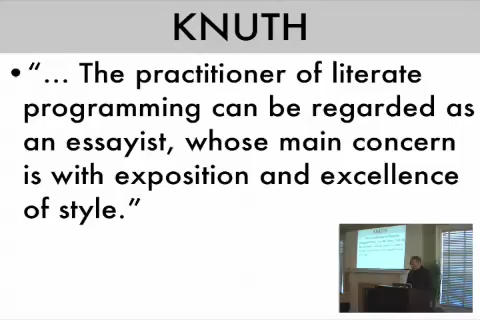 KNUTH
• “... The practitioner of literate
programming can be regarded as
an essayist, whose main concern
is with exposition and excellence
of style.”